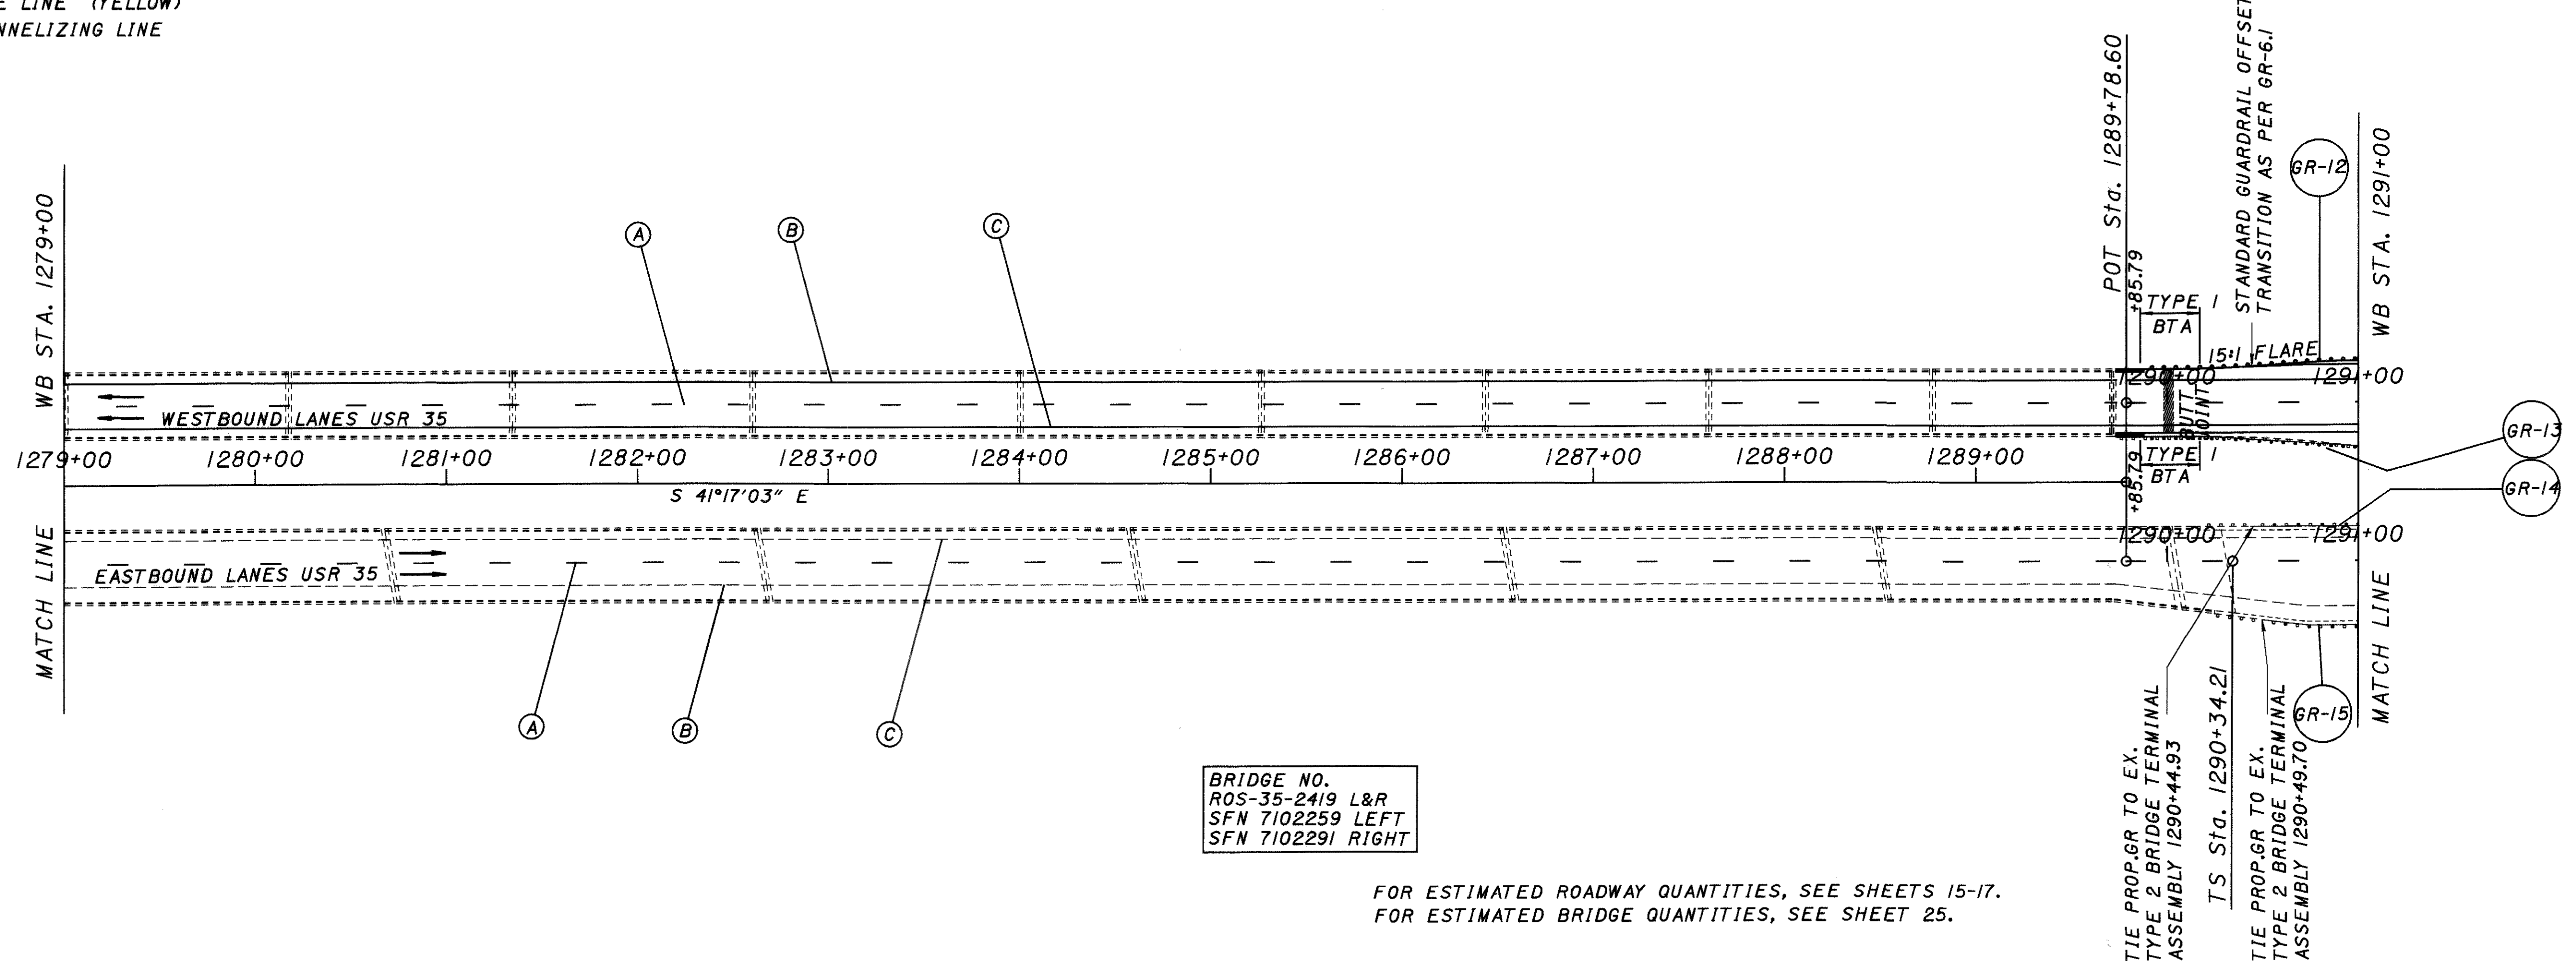 LINE (YELLOW)
LINE
WB STA. 1279+00
MATCH LINE
A
B
C
POT Sta. 1289+78.60
+85.79
TYPE 1
BTA
STANDARD GUARDRAIL OFFSET
TRANSITION AS PER GR-6.1
GR-12
WB STA. 1291+00
15:1 FLARE
1290+00
1291+00
BUTT
JOINT
WESTBOUND LANES USR 35
1279+00
1280+00
1281+00
1282+00
1283+00
1284+00
1285+00
1286+00
1287+00
1288+00
1289+00
S 41°17'03" E
+85.79
TYPE 1
BTA
GR-13
GR-14
1290+00
1291+00
EASTBOUND LANES USR 35
A
B
C
TIE PROP.GR TO EX.
TYPE 2 BRIDGE TERMINAL
ASSEMBLY 1290+44.93
TS Sta. 1290+34.21
TIE PROP.GR TO EX.
TYPE 2 BRIDGE TERMINAL
ASSEMBLY 1290+49.70
GR-15
MATCH LINE
BRIDGE NO.
ROS-35-2419 L&R
SFN 7102259 LEFT
SFN 7102291 RIGHT
FOR ESTIMATED ROADWAY QUANTITIES, SEE SHEETS 15-17.
FOR ESTIMATED BRIDGE QUANTITIES, SEE SHEET 25.